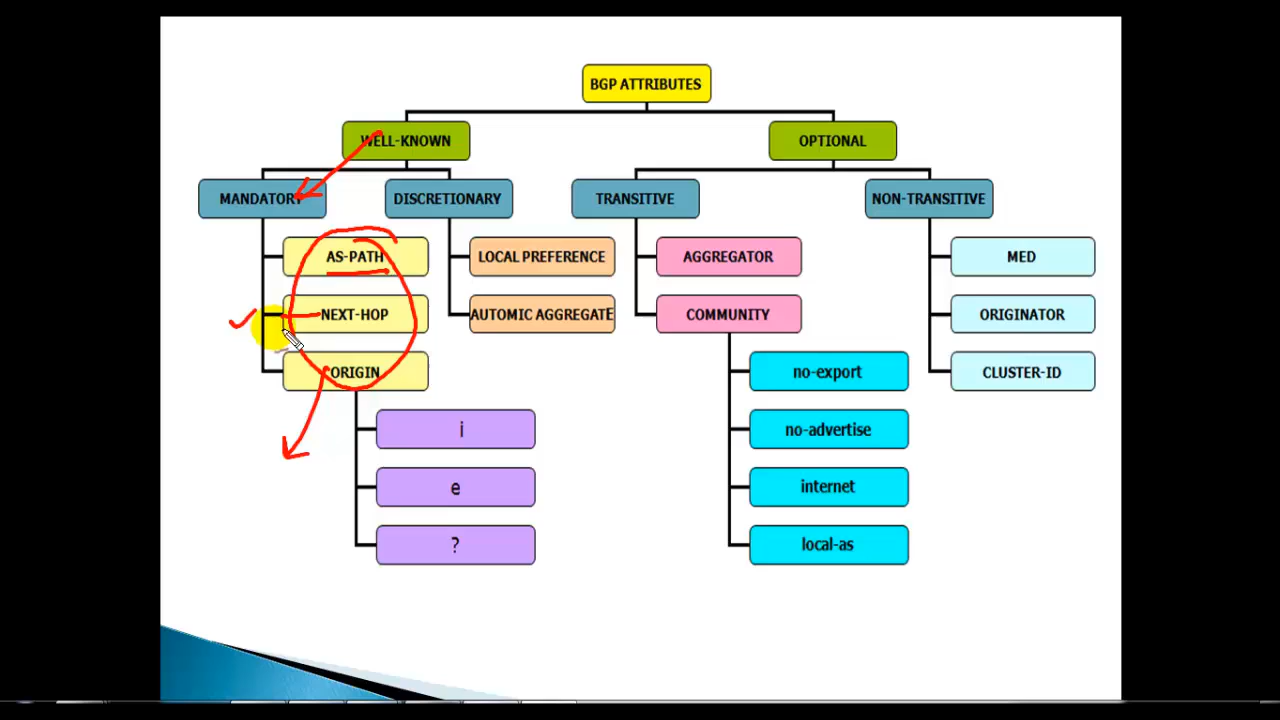 BGP ATTRIBUTES
WELL-KNOWN
OPTIONAL
MANDATORY
DISCRETIONARY
TRANSITIVE
NON-TRANSITIVE
AS-PATH
LOCAL PREFERENCE
AGGREGATOR
MED
NEXT-HOP
AUTOMIC AGGREGATE
COMMUNITY
ORIGINATOR
ORIGIN
no-export
CLUSTER-ID
i
no-advertise
e
internet
?
local-as